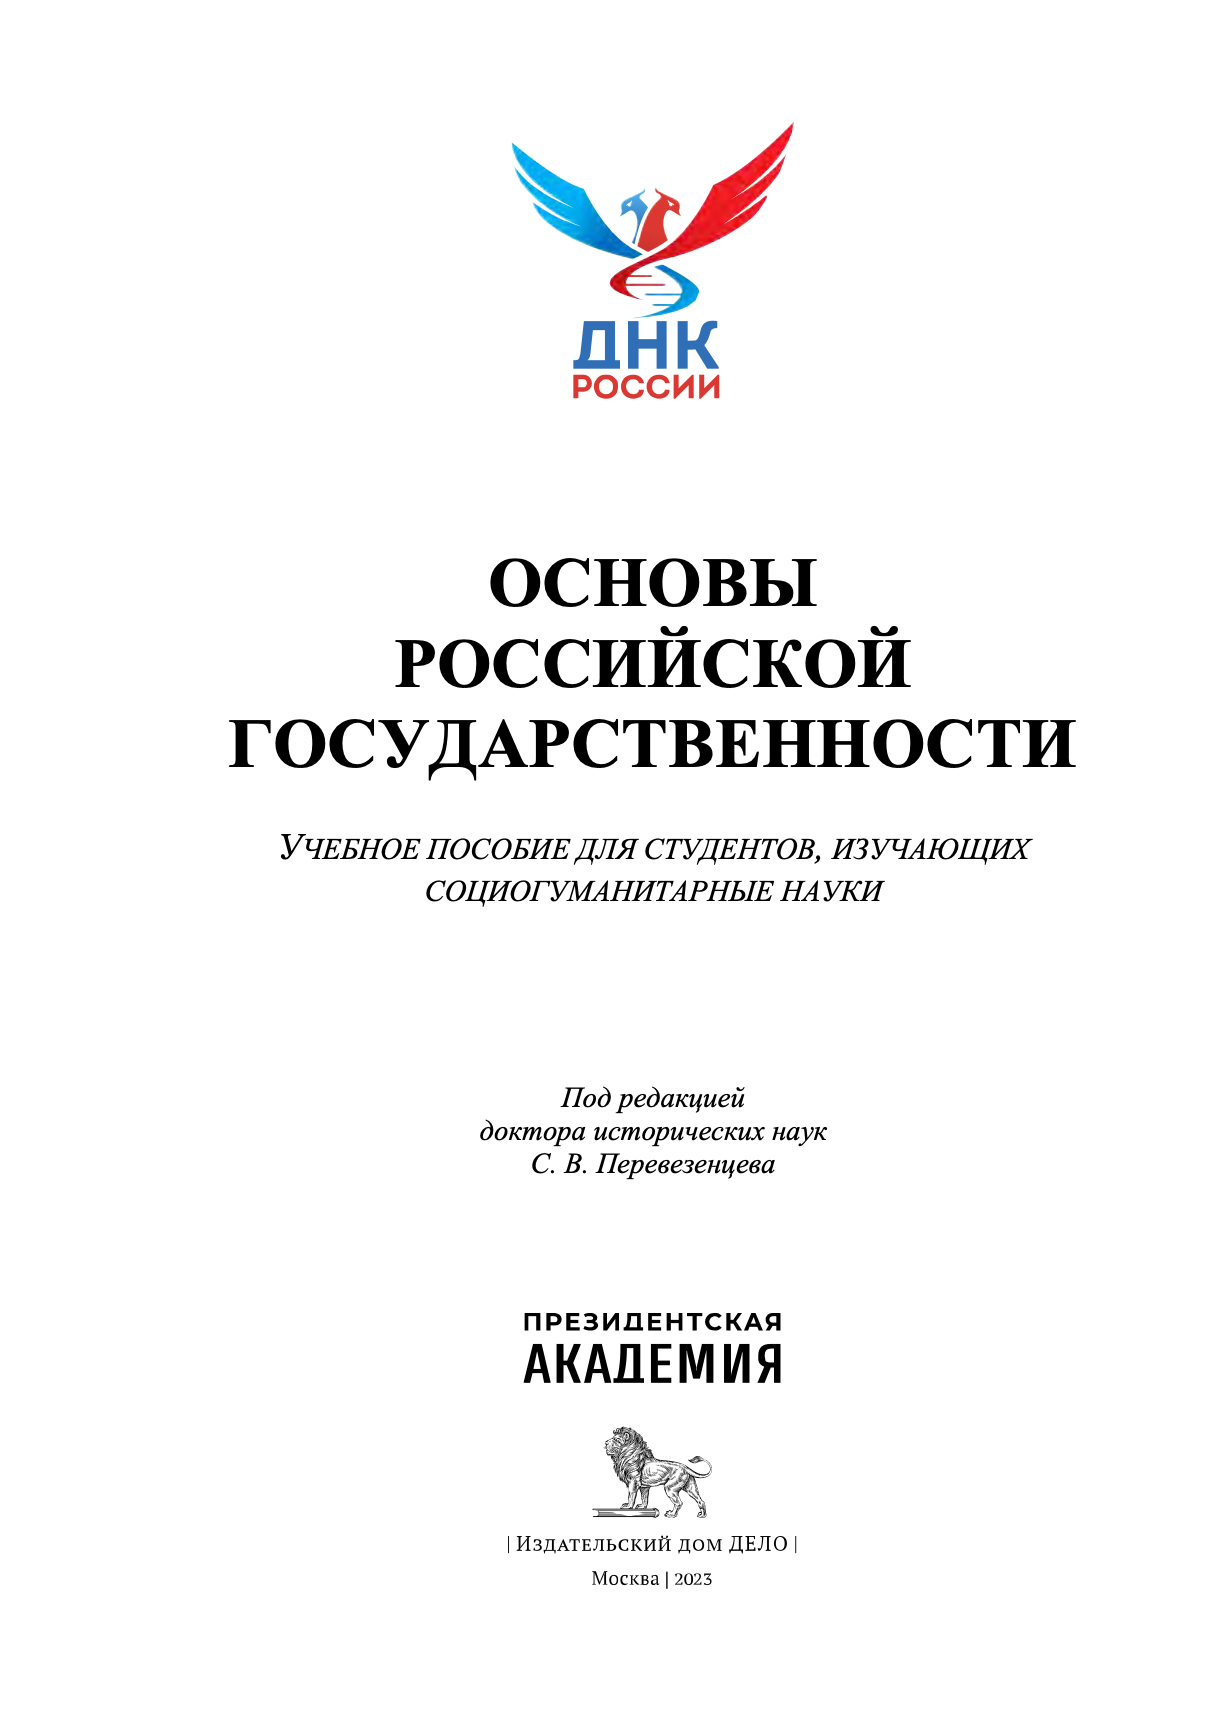 ДНК
РОССИИ
ОСНОВЫ
РОССИЙСКОЙ
ГОСУДАРСТВЕННОСТИ
УЧЕБНОЕ ПОСОБИЕ ДЛЯ СТУДЕНТОВ, ИЗУЧАЮЩИХ
СОЦИОГУМАНИТАРНЫЕ НАУКИ
Под редакцией
доктора исторических наук
С. В. Перевезенцева
ПРЕЗИДЕНТСКАЯ
АКАДЕМИЯ
| Издательский дом ДЕЛО |
Москва | 2023